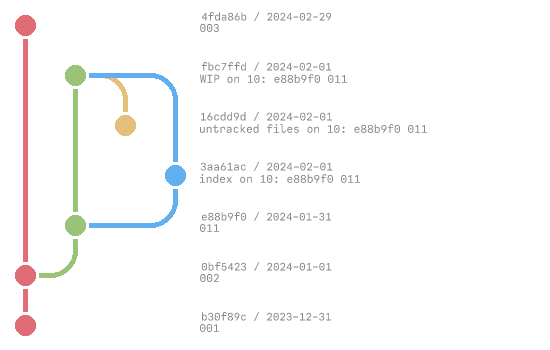 4fda86b / 2024-02-29
003
fbc7ffd / 2024-02-01
WIP on 10: e88b9f0 011
16cdd9d / 2024-02-01
untracked files on 10: e88b9f0 011
3aa61ac / 2024-02-01
index on 10: e88b9f0 011
e88b9f0 / 2024-01-31
011
0bf5423 / 2024-01-01
002
b30f89c / 2023-12-31
001